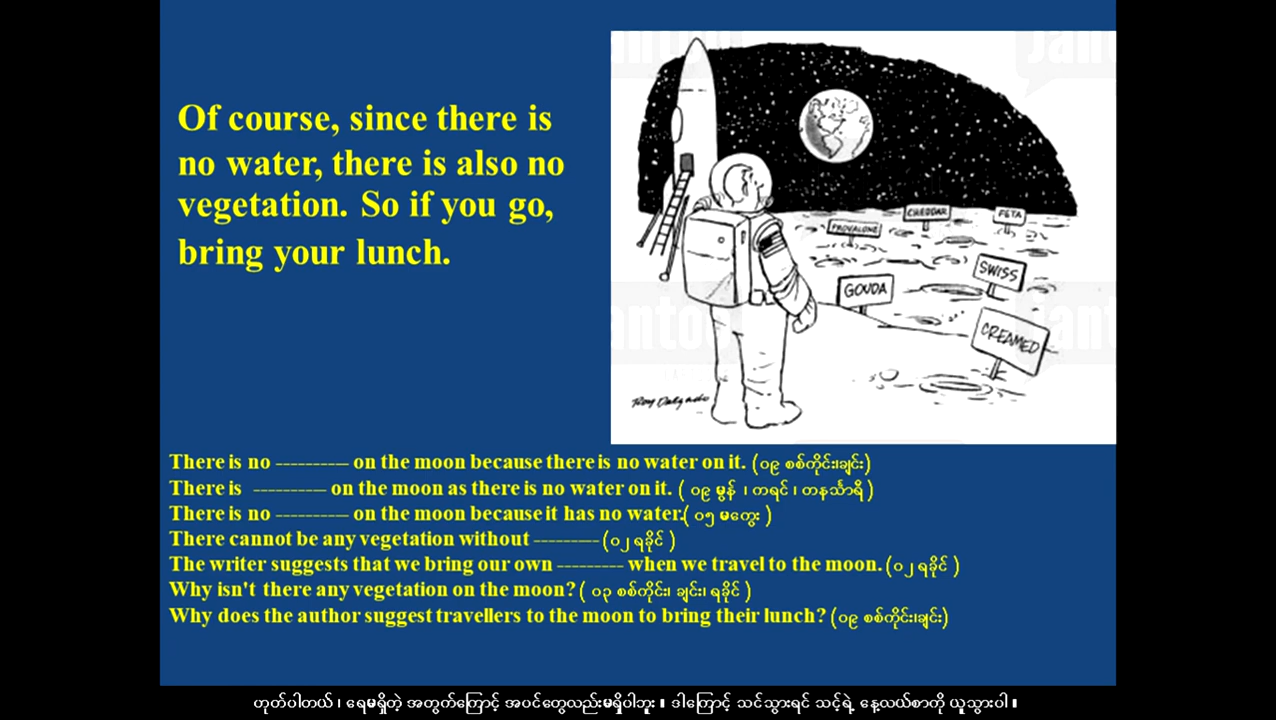 Of course, since there is
no water, there is also no
vegetation. So if you go,
bring your lunch.
PROVALONE
CHEDDAR
FETA
SWISS
GOUDA
CREAMED
Roy Delgado
There is no ---------- on the moon because there is no water on it. (၀၉ စစ်ကိုင်း၊ချင်း)
There is ---------- on the moon as there is no water on it. ( ၀၉ မွန် ၊ ကရင် ၊ တနင်္သာရီ )
There is no ---------- on the moon because it has no water.( ၀၅ မကွေး )
There cannot be any vegetation without --------- (၀၂ ရခိုင် )
The writer suggests that we bring our own --------- when we travel to the moon. (၀၂ ရခိုင် )
Why isn't there any vegetation on the moon? ( ၀၃ စစ်ကိုင်း၊ ချင်း၊ ရခိုင် )
Why does the author suggest travellers to the moon to bring their lunch? (၀၉ စစ်ကိုင်း၊ချင်း)
ဟုတ်ပါတယ် ၊ ရေမရှိတဲ့ အတွက်ကြောင့် အပင်တွေလည်းမရှိပါဘူး ။ ဒါကြောင့် သင်သွားရင် သင့်ရဲ့ နေ့လယ်စာကို ယူသွားပါ ။